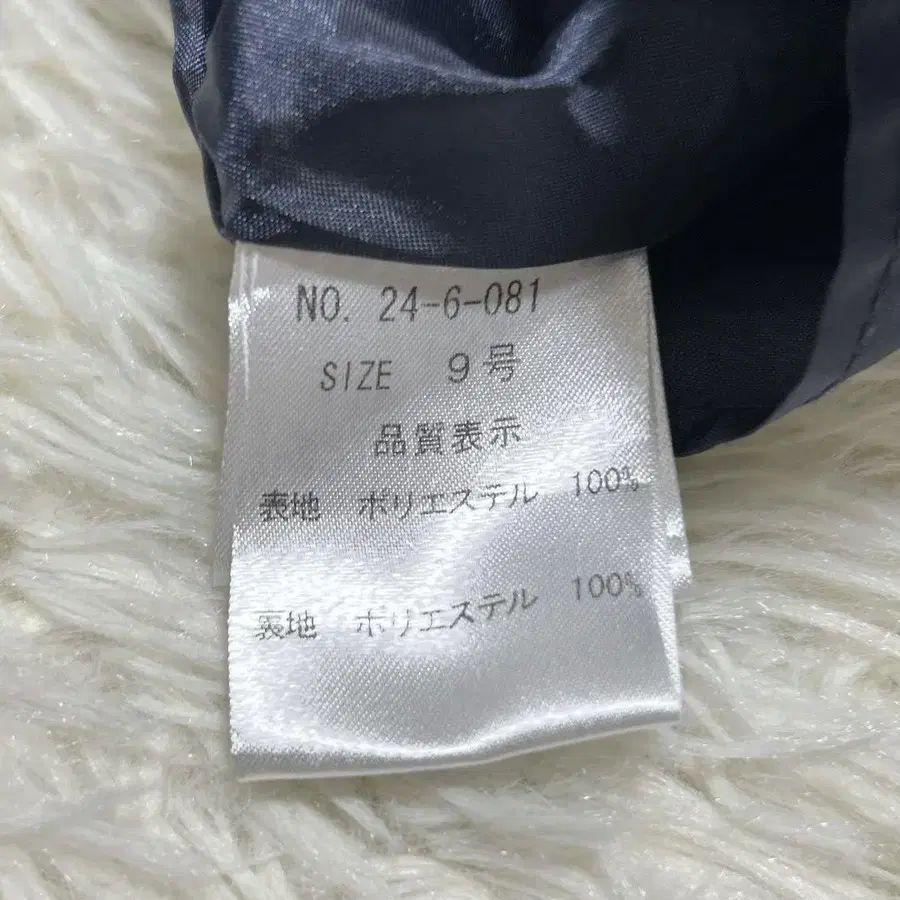 NO. 24-6-081
SIZE 9号
品質表示
表地 ポリエステル 100%
裏地 ポリエステル 100%